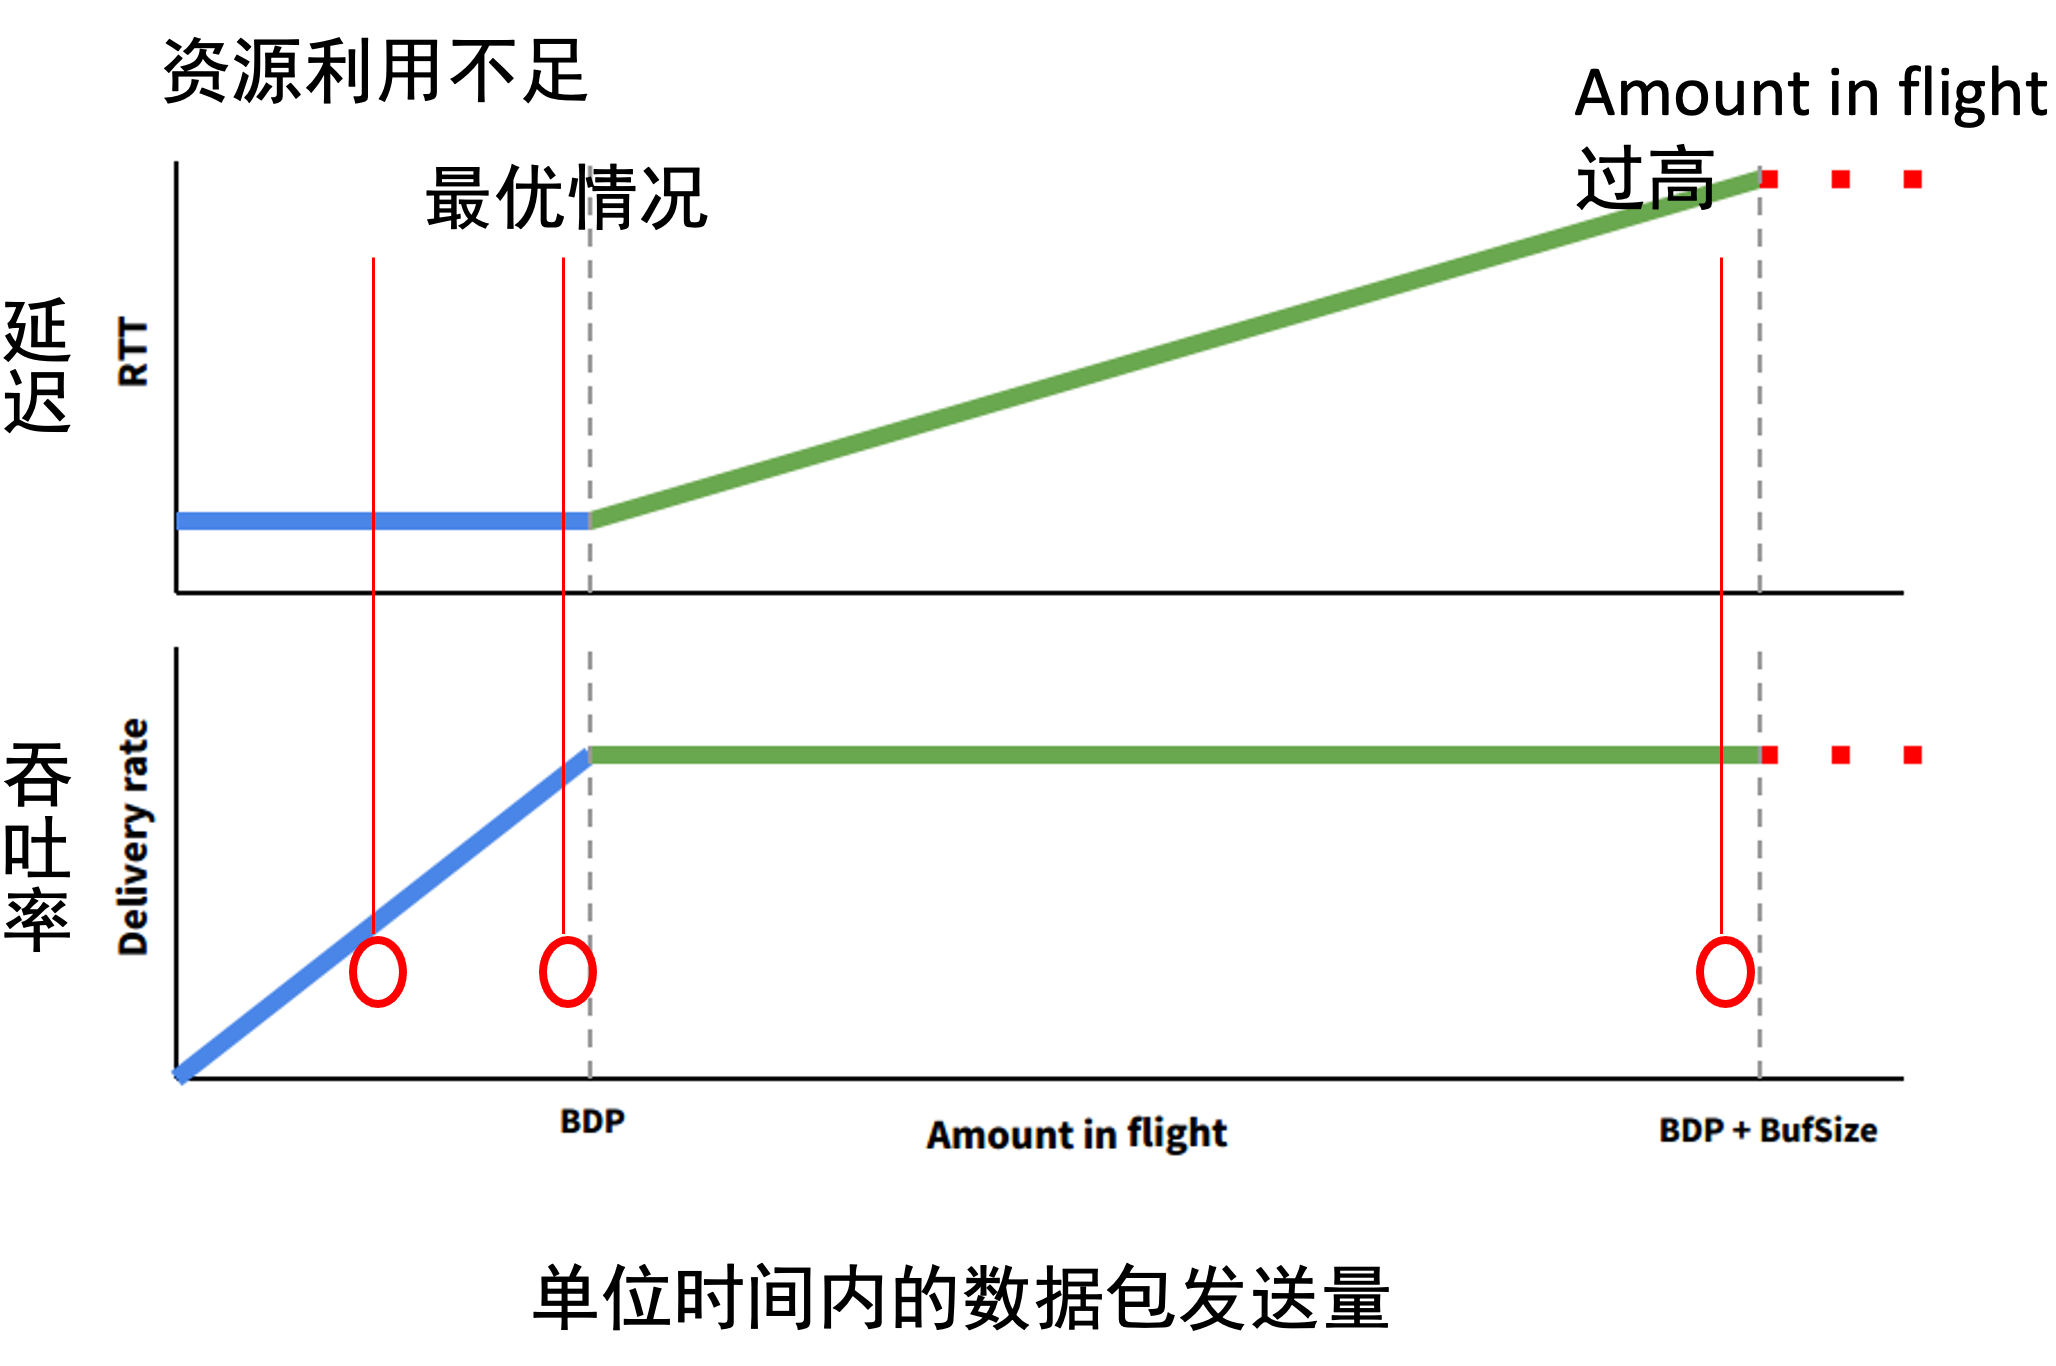 资源利用不足
Amount in flight
过高
最优情况
延迟
RTT
吞吐率
Delivery rate
BDP
Amount in flight
BDP + BufSize
单位时间内的数据包发送量